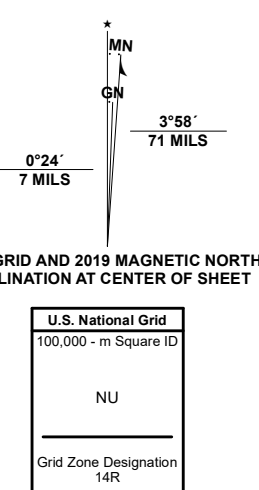 MN
GN
3°58´
71 MILS
0°24´
7 MILS
GRID AND 2019 MAGNETIC NORTH
LINATION AT CENTER OF SHEET
U.S. National Grid
100,000 - m Square ID
NU
Grid Zone Designation
14R